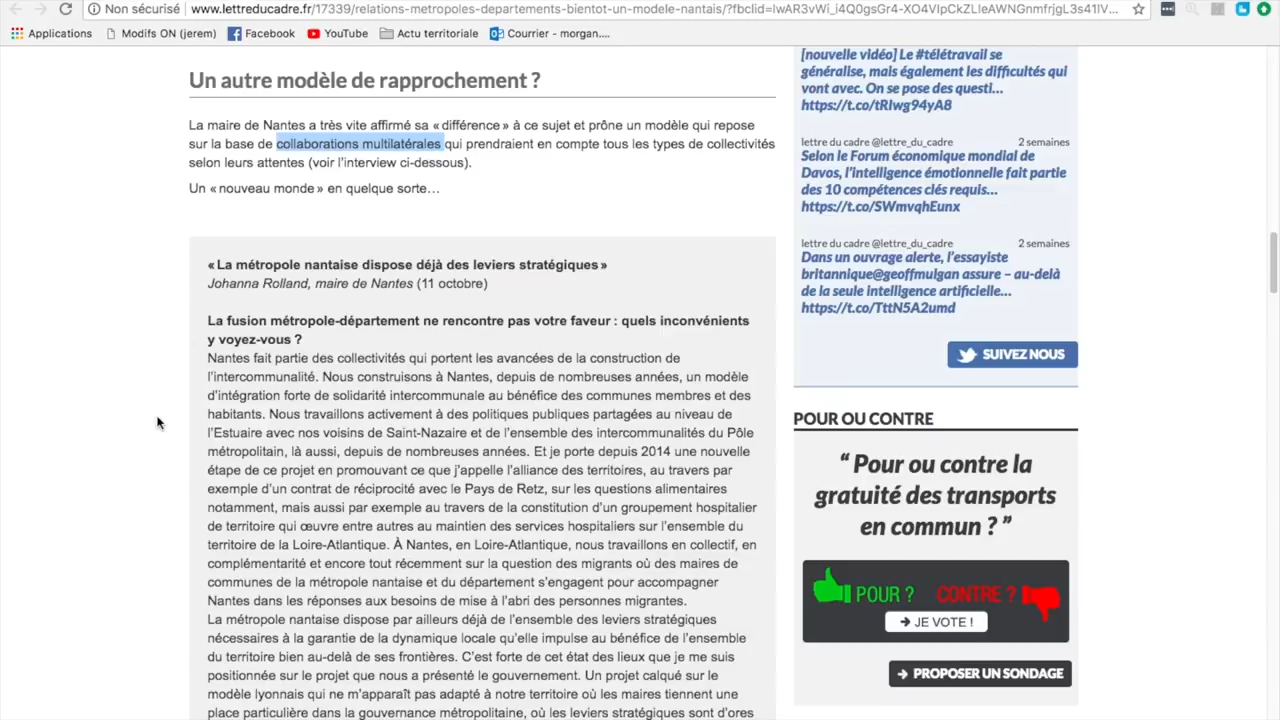 Non sécurisé
www.lettreducadre.fr/17339/relations-metropoles-departements-bientot-un-modele-nantais/?fbclid=IwAR3vWi_i4Q0gsGr4-XO4VIpCkZLIeAWNGnmfrjgL3s41lV...
Applications
Modifs ON (jerem)
Facebook
YouTube
Actu territoriale
Courrier - morgan....
Un autre modèle de rapprochement ?
La maire de Nantes a très vite affirmé sa « différence » à ce sujet et prône un modèle qui repose
sur la base de collaborations multilatérales qui prendraient en compte tous les types de collectivités
selon leurs attentes (voir l'interview ci-dessous).
Un « nouveau monde » en quelque sorte…
« La métropole nantaise dispose déjà des leviers stratégiques »
Johanna Rolland, maire de Nantes (11 octobre)
La fusion métropole-département ne rencontre pas votre faveur : quels inconvénients
y voyez-vous ?
Nantes fait partie des collectivités qui portent les avancées de la construction de
l'intercommunalité. Nous construisons à Nantes, depuis de nombreuses années, un modèle
d'intégration forte de solidarité intercommunale au bénéfice des communes membres et des
habitants. Nous travaillons activement à des politiques publiques partagées au niveau de
l'Estuaire avec nos voisins de Saint-Nazaire et de l'ensemble des intercommunalités du Pôle
métropolitain, là aussi, depuis de nombreuses années. Et je porte depuis 2014 une nouvelle
étape de ce projet en promouvant ce que j'appelle l'alliance des territoires, au travers par
exemple d'un contrat de réciprocité avec le Pays de Retz, sur les questions alimentaires
notamment, mais aussi par exemple au travers de la constitution d'un groupement hospitalier
de territoire qui œuvre entre autres au maintien des services hospitaliers sur l'ensemble du
territoire de la Loire-Atlantique. À Nantes, en Loire-Atlantique, nous travaillons en collectif, en
complémentarité et encore tout récemment sur la question des migrants où des maires de
communes de la métropole nantaise et du département s'engagent pour accompagner
Nantes dans les réponses aux besoins de mise à l'abri des personnes migrantes.
La métropole nantaise dispose par ailleurs déjà de l'ensemble des leviers stratégiques
nécessaires à la garantie de la dynamique locale qu'elle impulse au bénéfice de l'ensemble
du territoire bien au-delà de ses frontières. C'est forte de cet état des lieux que je me suis
positionnée sur le projet que nous a présenté le gouvernement. Un projet calqué sur le
modèle lyonnais qui ne m'apparaît pas adapté à notre territoire où les maires tiennent une
place particulière dans la gouvernance métropolitaine, où les leviers stratégiques sont d'ores
[nouvelle vidéo] Le #télétravail se
généralise, mais également les difficultés qui
vont avec. On se pose des questi…
https://t.co/tRIwg94yA8
lettre du cadre @lettre_du_cadre 2 semaines
Selon le Forum économique mondial de
Davos, l'intelligence émotionnelle fait partie
des 10 compétences clés requis…
https://t.co/SWmvqhEunx
lettre du cadre @lettre_du_cadre 2 semaines
Dans un ouvrage alerte, l'essayiste
britannique@geoffmulgan assure – au-delà
de la seule intelligence artificielle…
https://t.co/TttN5A2umd
SUIVEZ NOUS
POUR OU CONTRE
“ Pour ou contre la
gratuité des transports
en commun ? ”
POUR ? CONTRE ?
JE VOTE !
PROPOSER UN SONDAGE